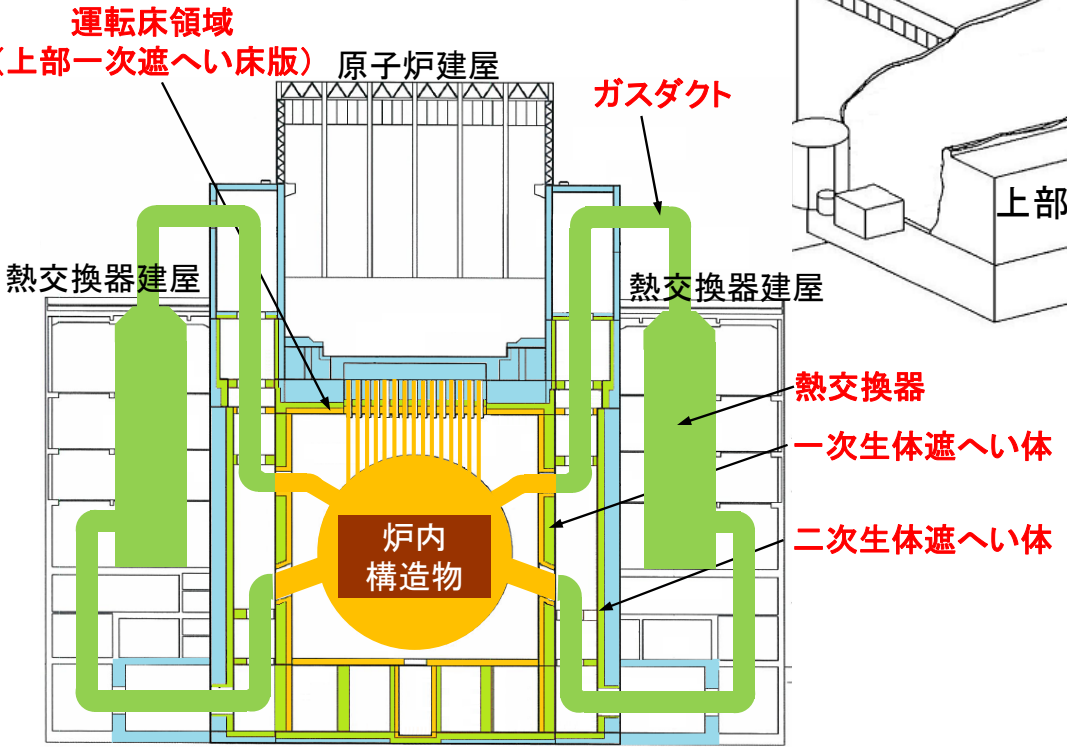 運転床領域
(上部一次遮へい床版)
原子炉建屋
ガスダクト
上部
熱交換器建屋
熱交換器建屋
熱交換器
一次生体遮へい体
二次生体遮へい体
炉内
構造物